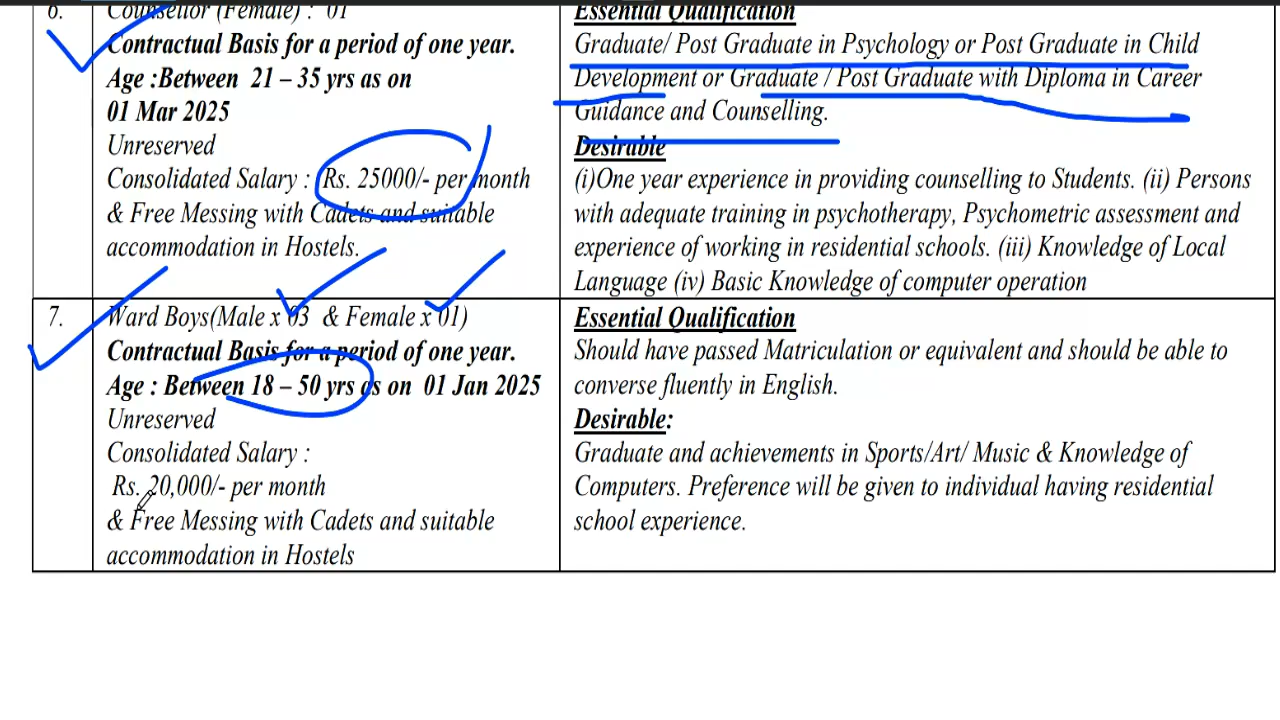 6.
Counsellor (Female) : 01
Contractual Basis for a period of one year.
Age :Between 21 – 35 yrs as on
01 Mar 2025
Unreserved
Consolidated Salary : Rs. 25000/- per month
& Free Messing with Cadets and suitable
accommodation in Hostels.
Essential Qualification
Graduate/ Post Graduate in Psychology or Post Graduate in Child
Development or Graduate / Post Graduate with Diploma in Career
Guidance and Counselling.
Desirable
(i)One year experience in providing counselling to Students. (ii) Persons
with adequate training in psychotherapy, Psychometric assessment and
experience of working in residential schools. (iii) Knowledge of Local
Language (iv) Basic Knowledge of computer operation
7.
Ward Boys(Male x 03 & Female x 01)
Contractual Basis for a period of one year.
Age : Between 18 – 50 yrs as on 01 Jan 2025
Unreserved
Consolidated Salary :
Rs. 20,000/- per month
& Free Messing with Cadets and suitable
accommodation in Hostels
Essential Qualification
Should have passed Matriculation or equivalent and should be able to
converse fluently in English.
Desirable:
Graduate and achievements in Sports/Art/ Music & Knowledge of
Computers. Preference will be given to individual having residential
school experience.